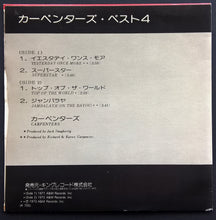 カーペンターズ・ベスト4
(SIDE 1)
1. イエスタデイ・ワンス・モア
YESTERDAY ONCE MORE
2. スーパースター
SUPERSTAR
(SIDE 2)
1. トップ・オブ・ザ・ワールド
TOP OF THE WORLD
2. ジャンバラヤ
JAMBALAYA (ON THE BAYOU)
カーペンターズ
CARPENTERS
Produced by Jack Daugherty
Produced by Richard & Karen Carpenter
発売元・キングレコード株式会社